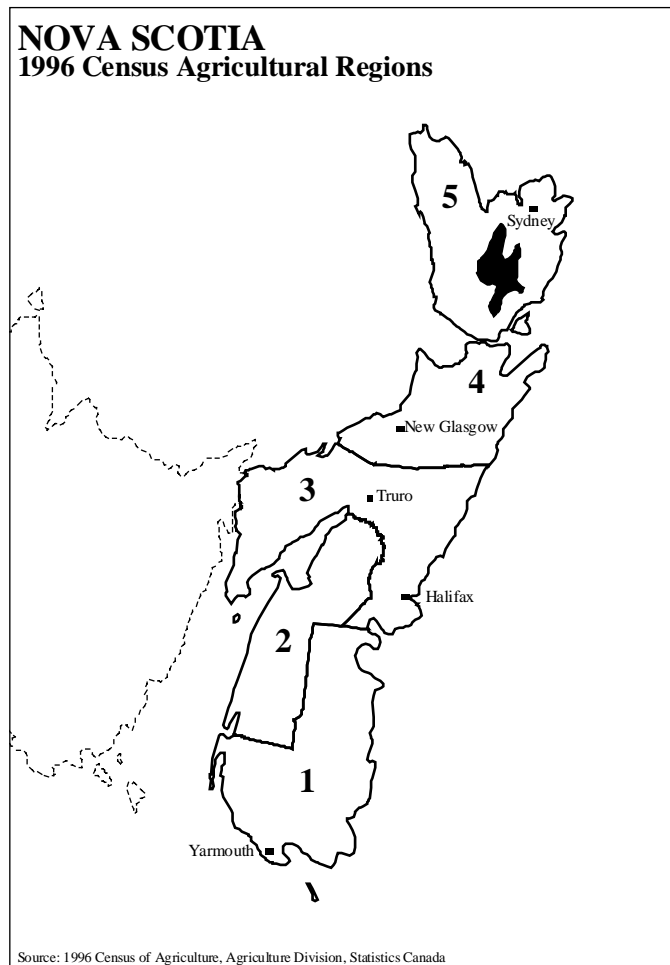 NOVA SCOTIA
1996 Census Agricultural Regions
5
Sydney
4
New Glasgow
3
Truro
Halifax
2
1
Yarmouth
Source: 1996 Census of Agriculture, Agriculture Division, Statistics Canada